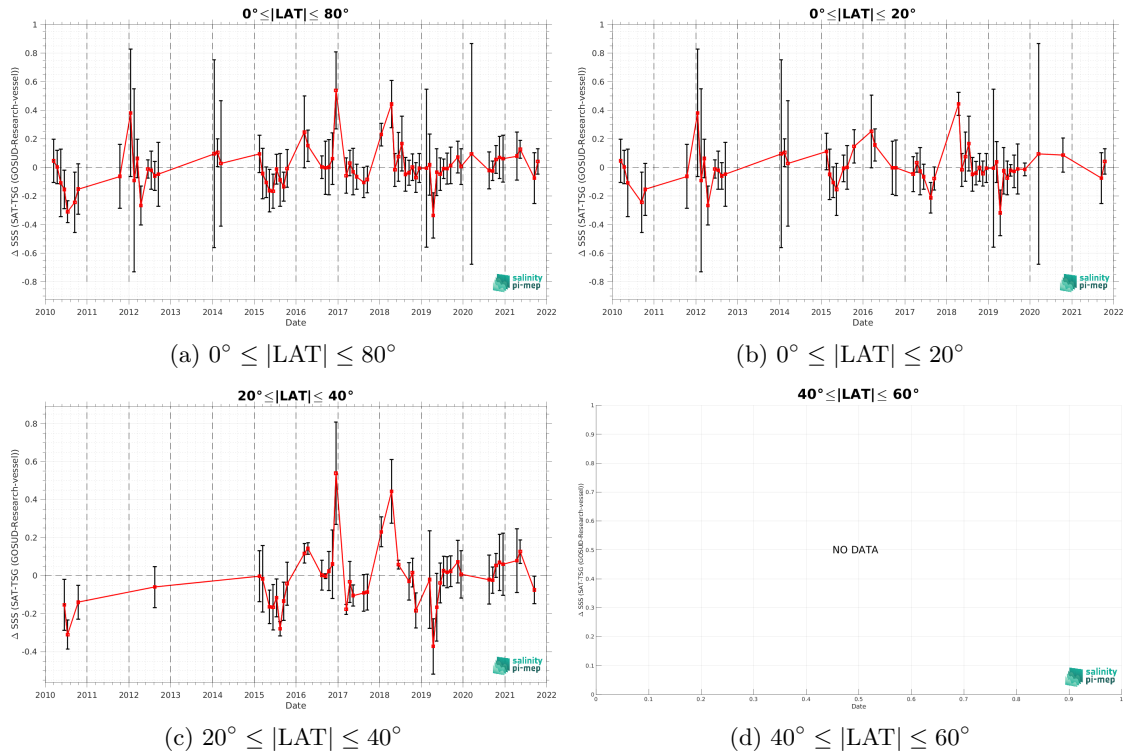 0°≤|LAT|≤ 80°
Δ SSS (SAT-TSG (GOSUD-Research-vessel))
1
0.8
0.6
0.4
0.2
0
-0.2
-0.4
-0.6
-0.8
2010 2011 2012 2013 2014 2015 2016 2017 2018 2019 2020 2021 2022
Date
salinity
pi-mep
(a) 0° ≤ |LAT| ≤ 80°
0°≤|LAT|≤ 20°
Δ SSS (SAT-TSG (GOSUD-Research-vessel))
1
0.8
0.6
0.4
0.2
0
-0.2
-0.4
-0.6
-0.8
2010 2011 2012 2013 2014 2015 2016 2017 2018 2019 2020 2021 2022
Date
salinity
pi-mep
(b) 0° ≤ |LAT| ≤ 20°
20°≤|LAT|≤ 40°
Δ SSS (SAT-TSG (GOSUD-Research-vessel))
0.8
0.6
0.4
0.2
0
-0.2
-0.4
2010 2011 2012 2013 2014 2015 2016 2017 2018 2019 2020 2021 2022
Date
salinity
pi-mep
(c) 20° ≤ |LAT| ≤ 40°
40°≤|LAT|≤ 60°
Δ SSS (SAT-TSG (GOSUD-Research-vessel))
1
0.9
0.8
0.7
0.6
0.5
0.4
0.3
0.2
0.1
0
NO DATA
0 0.1 0.2 0.3 0.4 0.5 0.6 0.7 0.8 0.9 1
Date
salinity
pi-mep
(d) 40° ≤ |LAT| ≤ 60°